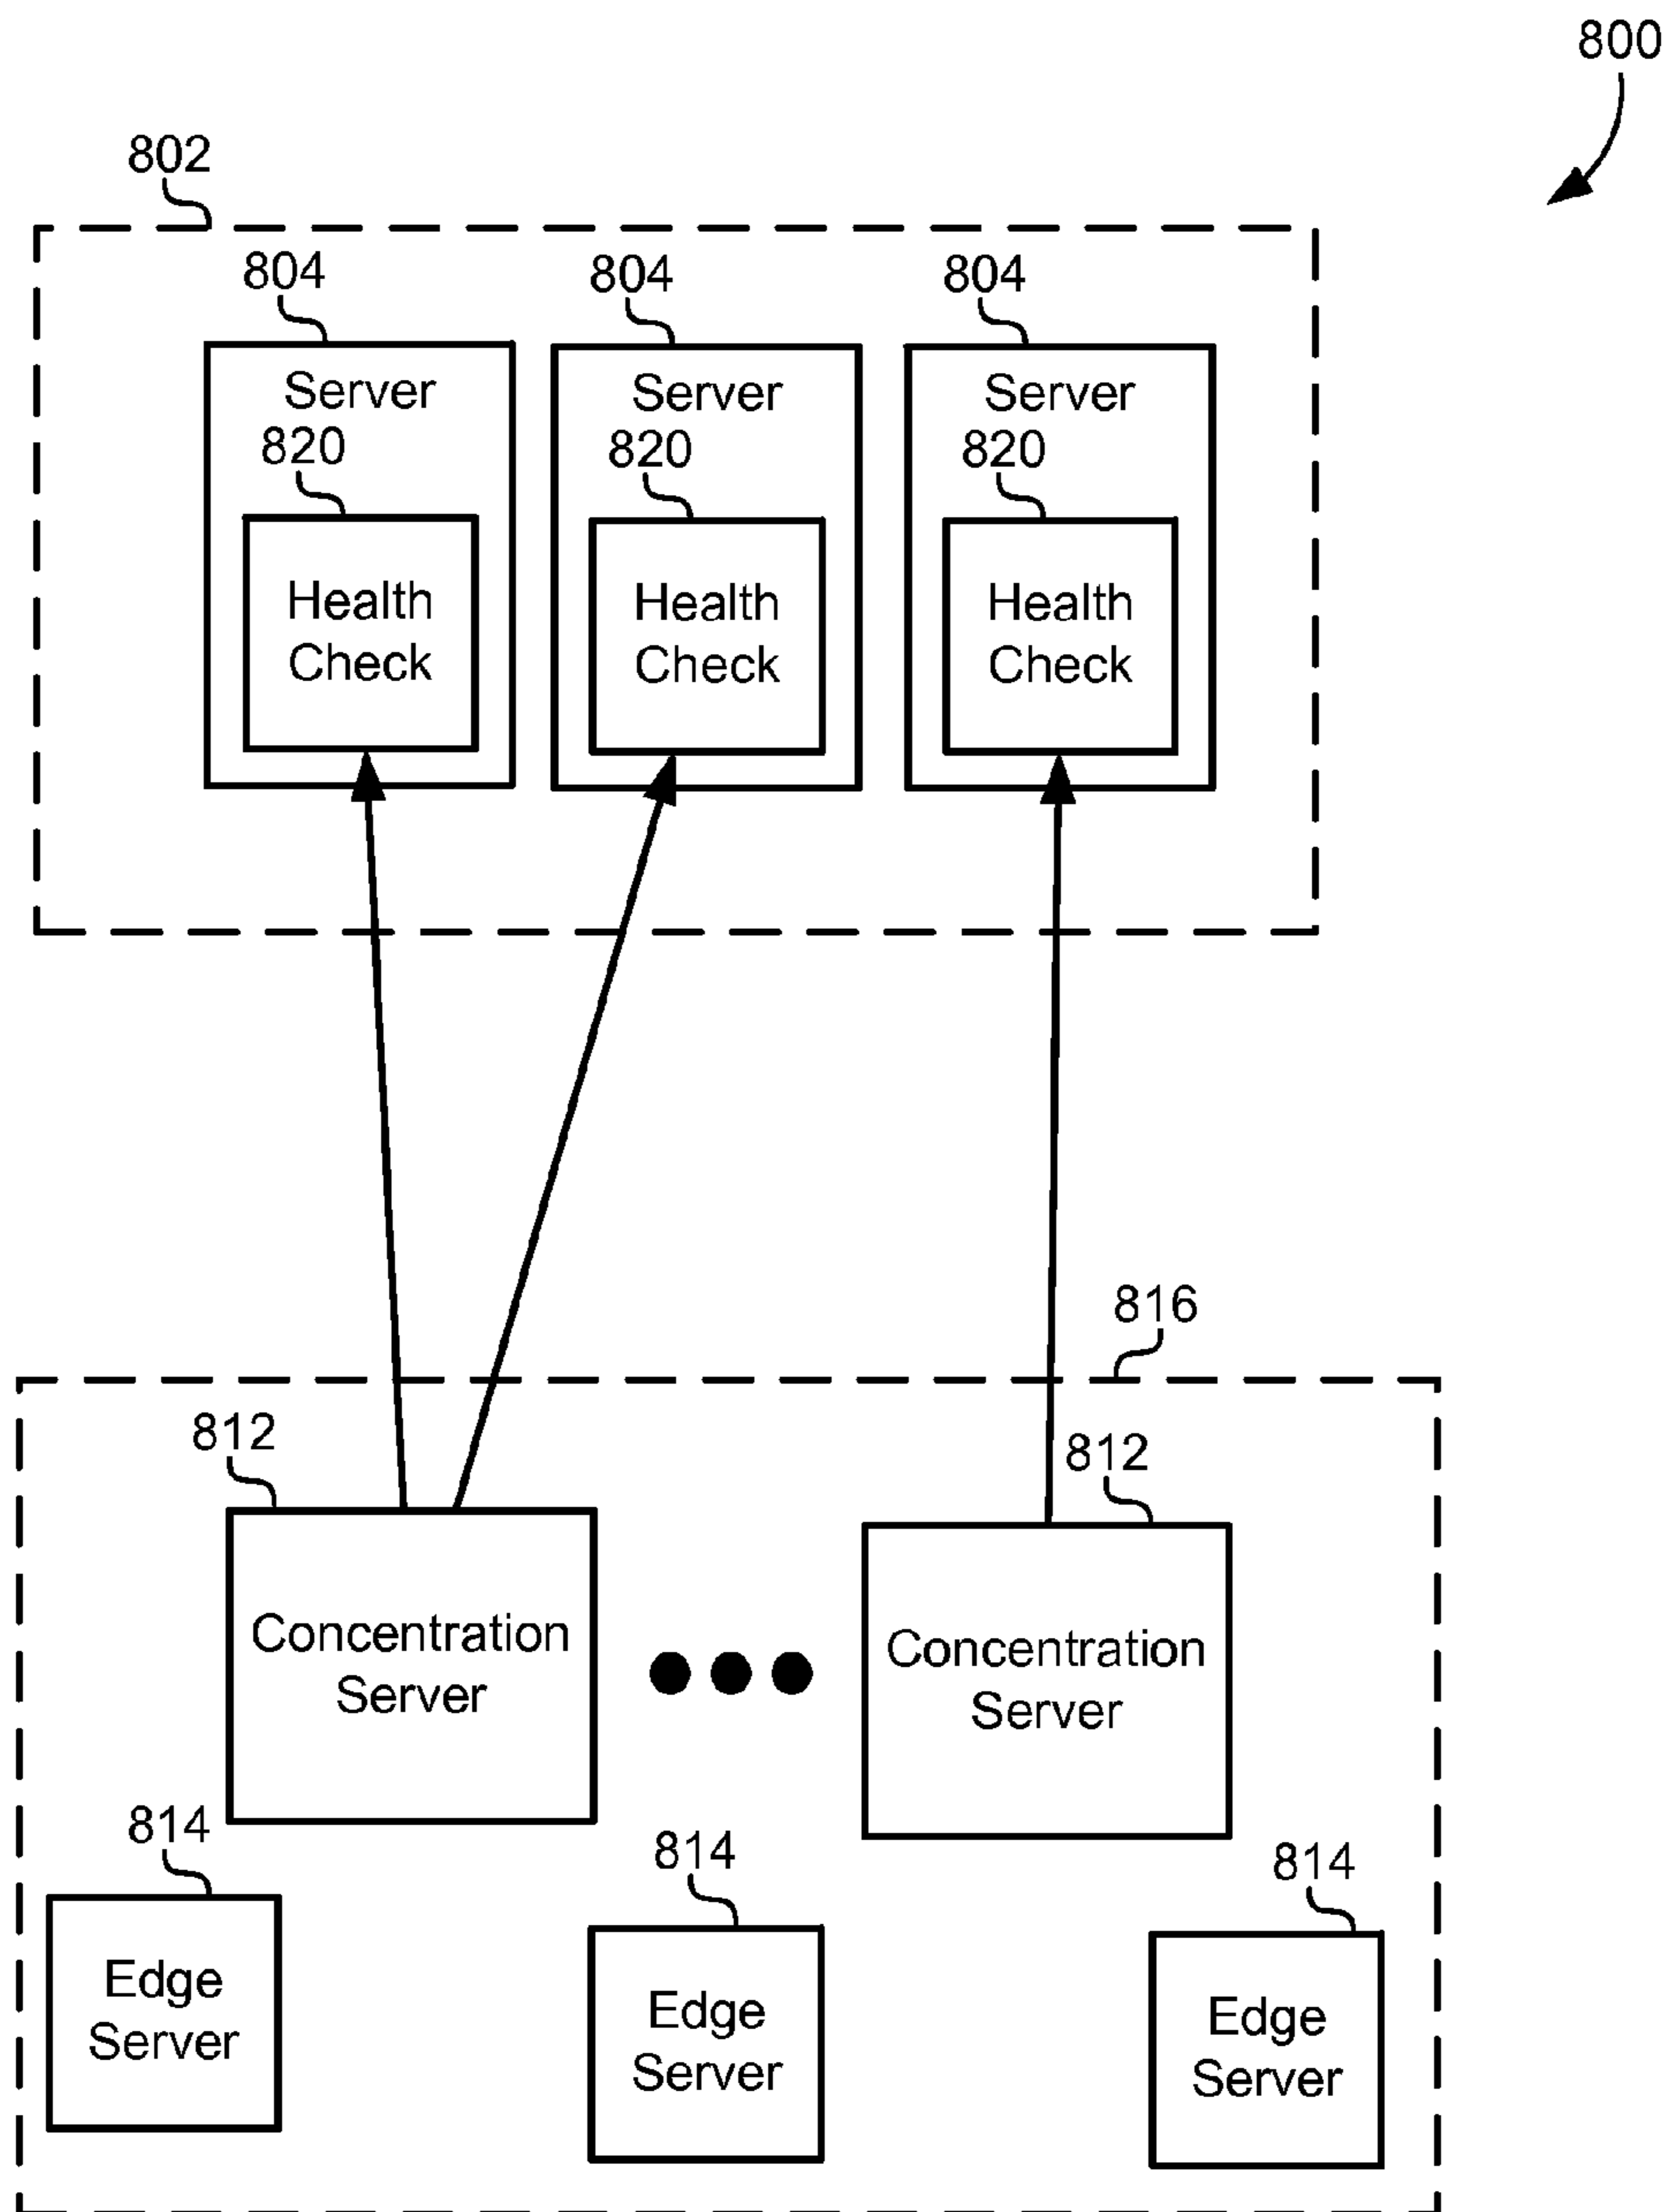 800
802
804
804
804
Server
Server
Server
820
820
820
Health
Check
Health
Check
Health
Check
816
812
812
Concentration
Server
Concentration
Server
814
814
814
Edge
Server
Edge
Server
Edge
Server